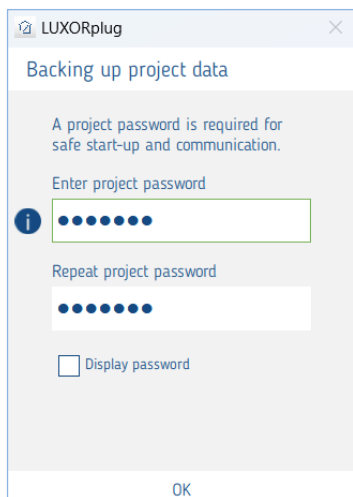 LUXORplug
Backing up project data
A project password is required for
safe start-up and communication.
Enter project password
●●●●●●●
Repeat project password
●●●●●●●
Display password
OK